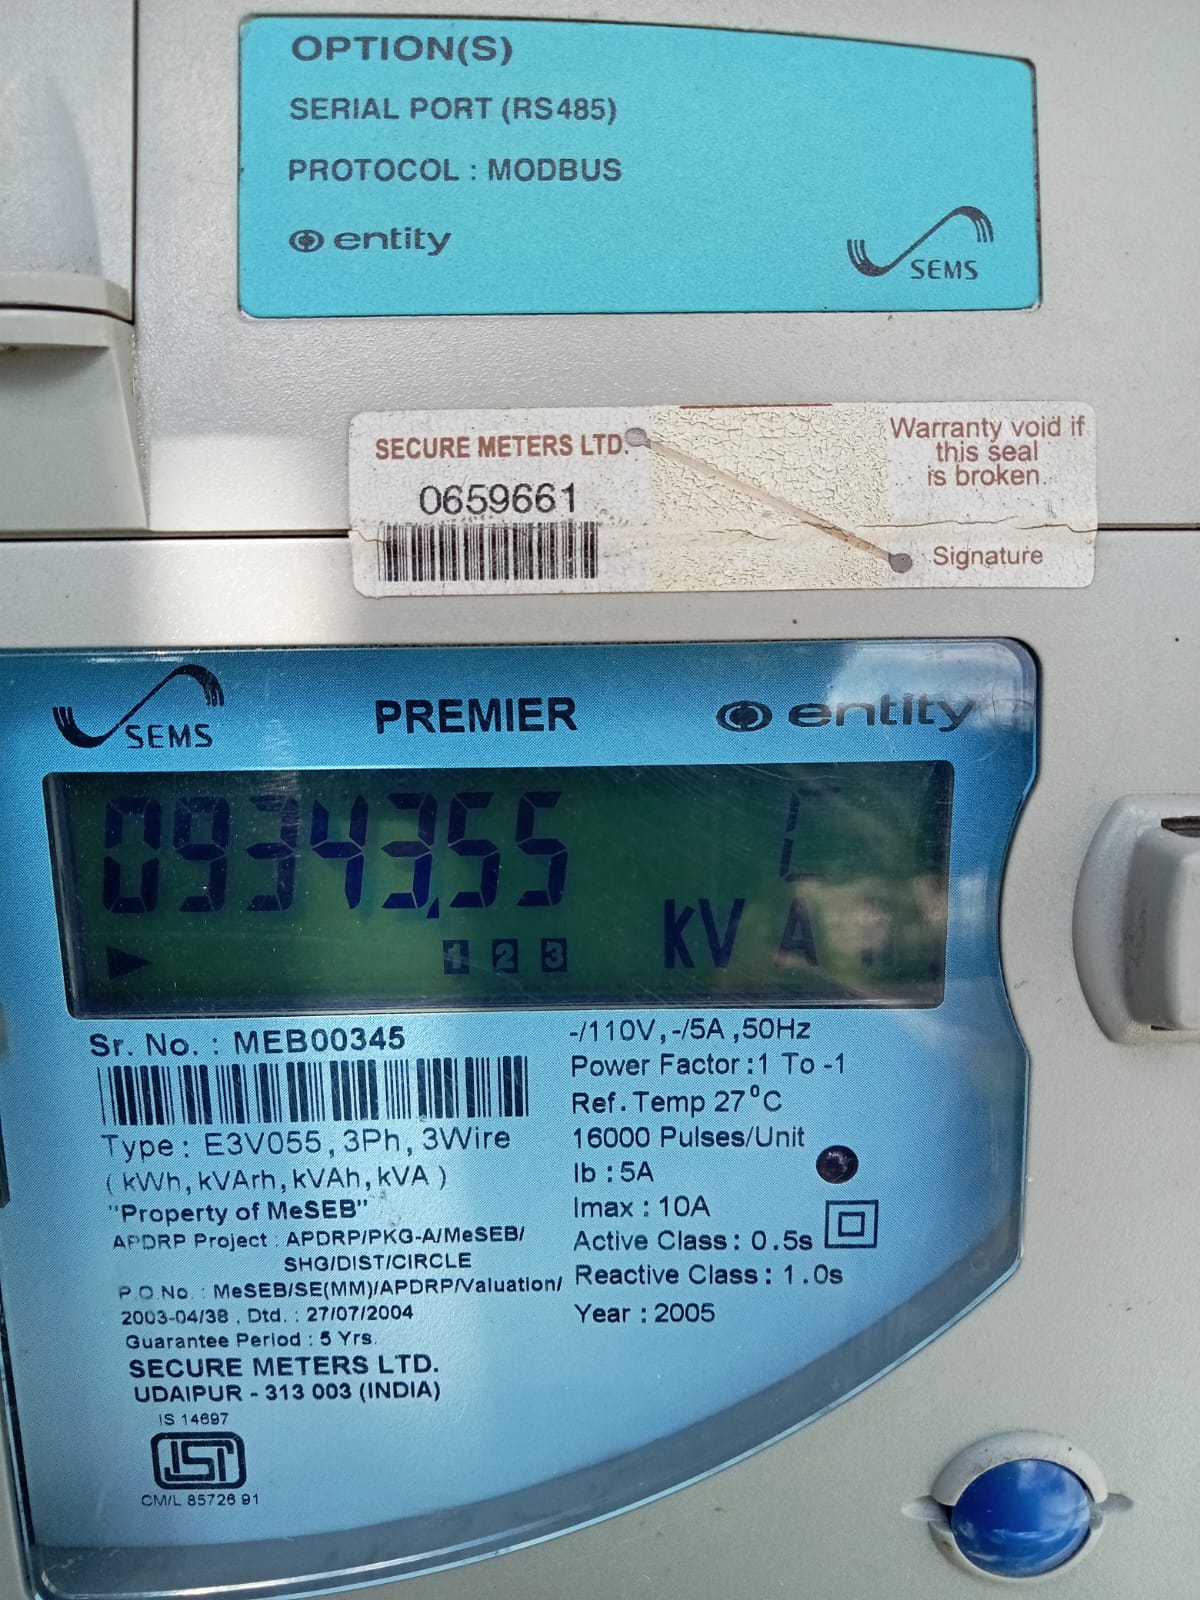 OPTION(S)
SERIAL PORT (RS485)
PROTOCOL : MODBUS
entity
SEMS
SECURE METERS LTD.
0659661
Warranty void if
this seal
is broken.
Signature
SEMS
PREMIER
entity
09343.55 C
1 2 3 kVAh
Sr. No. : MEB00345
Type : E3V055, 3Ph, 3Wire
( kWh, kVArh, kVAh, kVA )
"Property of MeSEB"
APDRP Project : APDRP/PKG-A/MeSEB/
SHG/DIST/CIRCLE
P.O.No. : MeSEB/SE(MM)/APDRP/Valuation/
2003-04/38 , Dtd. : 27/07/2004
Guarantee Period : 5 Yrs.
SECURE METERS LTD.
UDAIPUR - 313 003 (INDIA)
IS 14697
ISI
CM/L 85726 91
-/110V, -/5A ,50Hz
Power Factor :1 To -1
Ref. Temp 27°C
16000 Pulses/Unit
Ib : 5A
Imax : 10A
Active Class : 0.5s
Reactive Class : 1.0s
Year : 2005